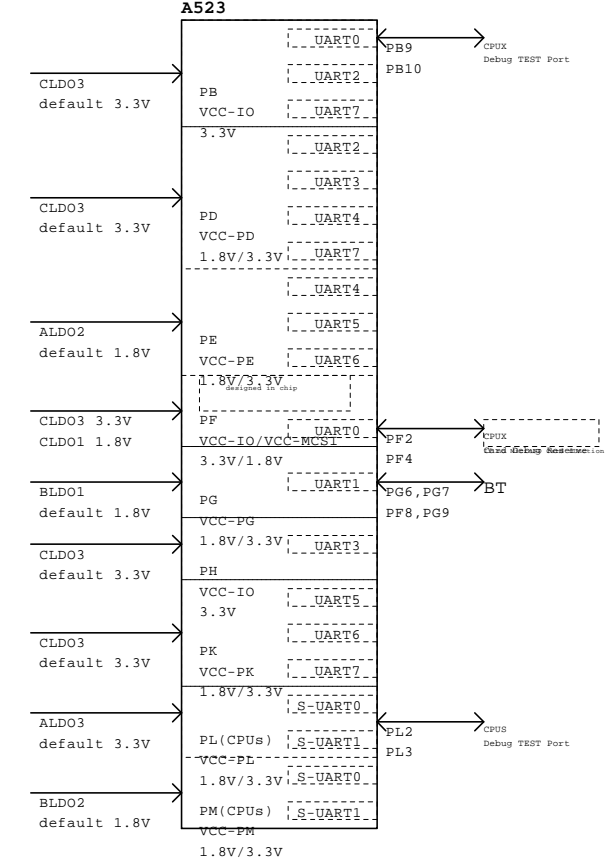 A523
UART0
PB9
PB10
CPUX
Debug TEST Port
CLDO3
default 3.3V
UART2
PB
VCC-IO
3.3V
UART7
UART2
UART3
CLDO3
default 3.3V
PD
VCC-PD
1.8V/3.3V
UART4
UART7
UART4
UART5
ALDO2
default 1.8V
PE
VCC-PE
1.8V/3.3V
UART6
designed in chip
CLDO3 3.3V
CLDO1 1.8V
PF
VCC-IO/VCC-MCSI
3.3V/1.8V
UART0
PF2
PF4
CPUX
BLDO1
default 1.8V
PG
VCC-PG
1.8V/3.3V
UART1
PG6,PG7
PF8,PG9
BT
CLDO3
default 3.3V
UART3
PH
VCC-IO
3.3V
UART5
CLDO3
default 3.3V
UART6
PK
VCC-PK
1.8V/3.3V
UART7
ALDO3
default 3.3V
S-UART0
PL(CPUs)
VCC-PL
1.8V/3.3V
S-UART1
PL2
PL3
CPUS
Debug TEST Port
BLDO2
default 1.8V
S-UART0
PM(CPUs)
VCC-PM
1.8V/3.3V
S-UART1